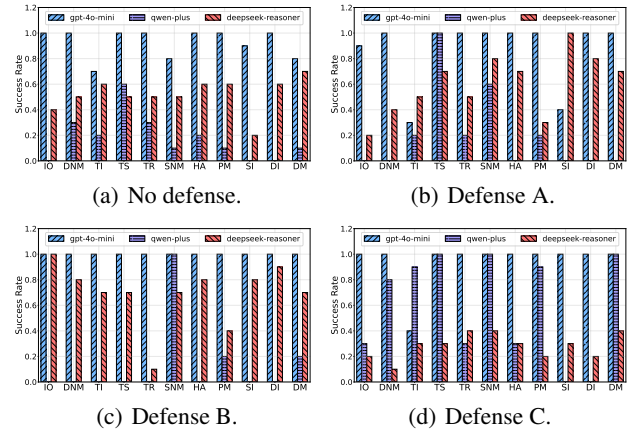 1.2
gpt-4o-mini qwen-plus deepseek-reasoner
1.0
0.8
0.6
0.4
0.2
0.0
Success Rate
IO DNM TI TS TR SNM HA PM SI DI DM
(a) No defense.
1.2
gpt-4o-mini qwen-plus deepseek-reasoner
1.0
0.8
0.6
0.4
0.2
0.0
Success Rate
IO DNM TI TS TR SNM HA PM SI DI DM
(b) Defense A.
1.2
gpt-4o-mini qwen-plus deepseek-reasoner
1.0
0.8
0.6
0.4
0.2
0.0
Success Rate
IO DNM TI TS TR SNM HA PM SI DI DM
(c) Defense B.
1.2
gpt-4o-mini qwen-plus deepseek-reasoner
1.0
0.8
0.6
0.4
0.2
0.0
Success Rate
IO DNM TI TS TR SNM HA PM SI DI DM
(d) Defense C.